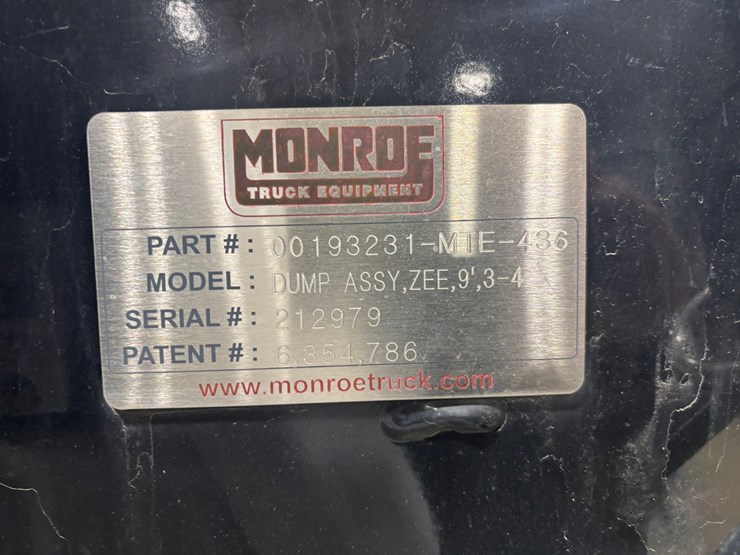 MONROE
TRUCK EQUIPMENT
PART #: 00193231-MTE-436
MODEL: DUMP ASSY,ZEE,9',3-4
SERIAL #: 212979
PATENT #: 6,354,786
www.monroetruck.com